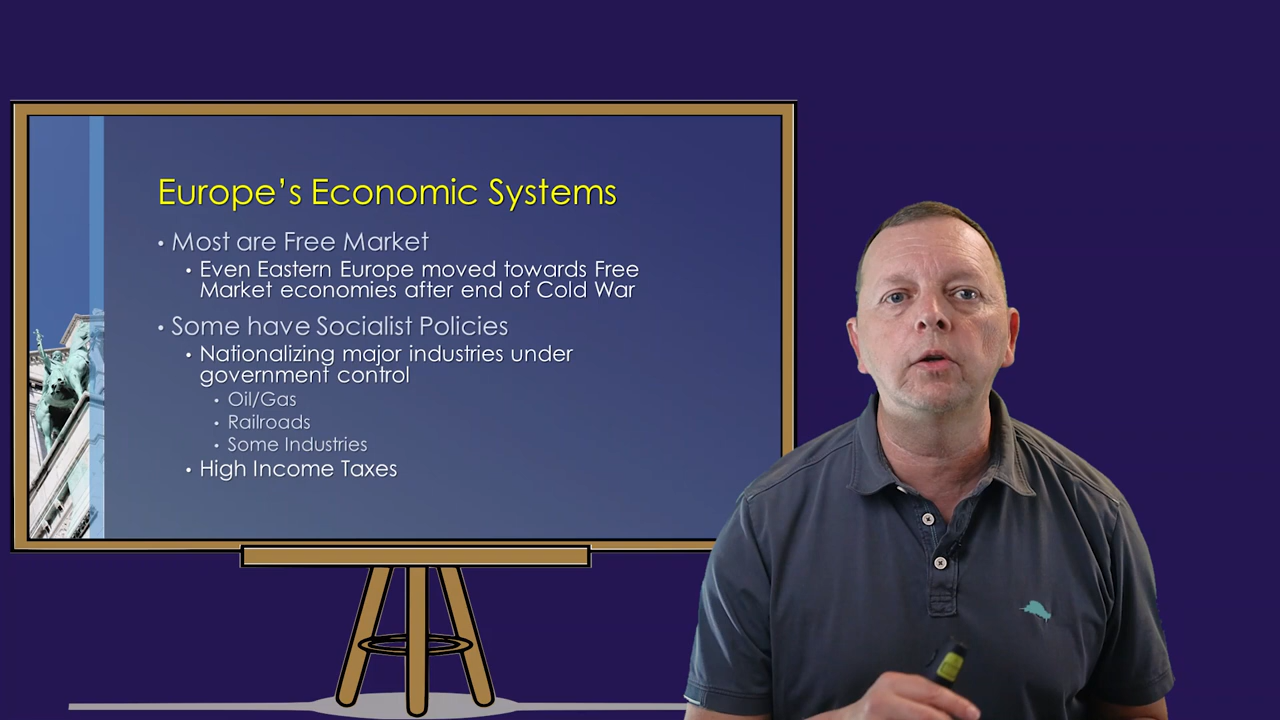 Europe's Economic Systems
• Most are Free Market
• Even Eastern Europe moved towards Free
Market economies after end of Cold War
• Some have Socialist Policies
• Nationalizing major industries under
government control
• Oil/Gas
• Railroads
• Some Industries
• High Income Taxes